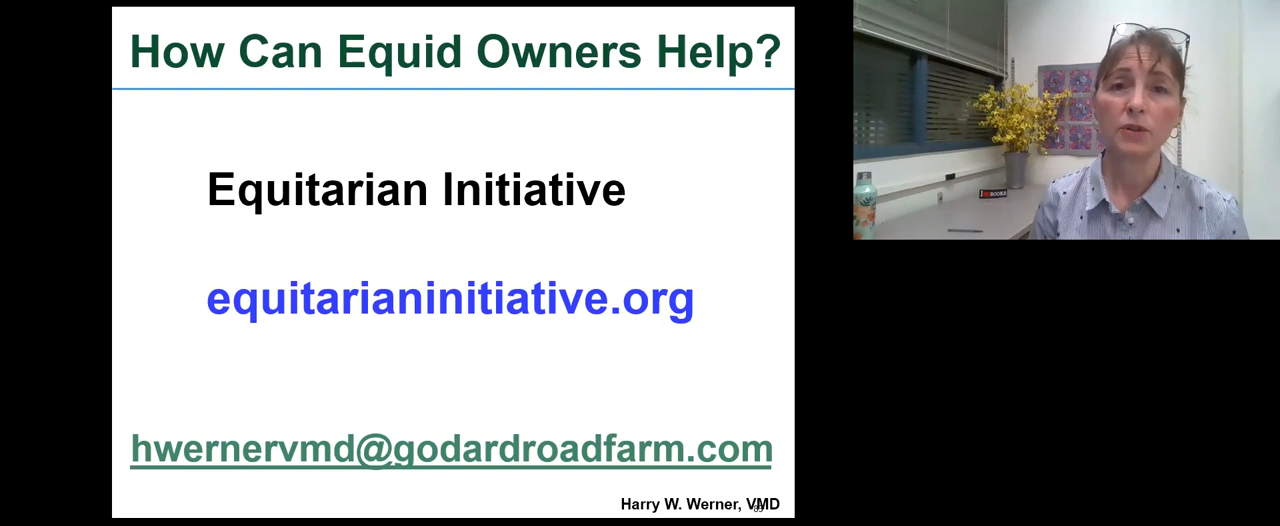 How Can Equid Owners Help?
Equitarian Initiative
equitarianinitiative.org
hwernervmd@godardroadfarm.com
Harry W. Werner, VMD